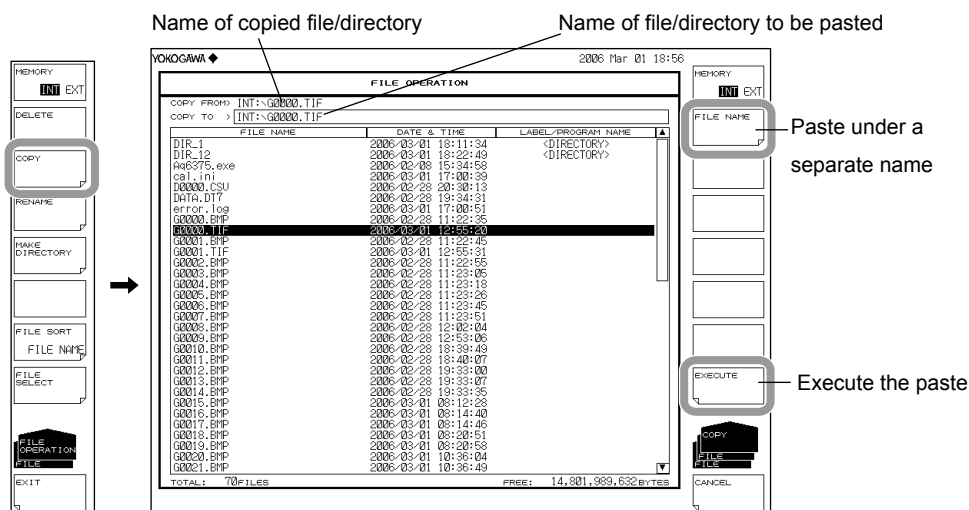 Name of copied file/directory
Name of file/directory to be pasted
MEMORY
INT EXT
DELETE
COPY
RENAME
MAKE
DIRECTORY
FILE SORT
FILE NAME
FILE
SELECT
FILE
OPERATION
FILE
EXIT
YOKOGAWA 2006 Mar 01 18:56
FILE OPERATION
COPY FROM> INT:\G0000.TIF
COPY TO > INT:\G0000.TIF
FILE NAME DATE & TIME LABEL/PROGRAM NAME
DIR_1 2006/03/01 18:11:34 <DIRECTORY>
DIR_12 2006/03/01 18:22:49 <DIRECTORY>
Aq6375.exe 2006/02/08 15:34:58
cal.ini 2006/03/01 17:00:39
D0000.CSV 2006/02/28 20:30:13
DATA.DT7 2006/02/28 19:34:31
error.log 2006/03/01 17:00:51
G0000.BMP 2006/02/28 11:22:35
G0000.TIF 2006/03/01 12:55:20
G0001.BMP 2006/02/28 11:22:45
G0001.TIF 2006/03/01 12:55:31
G0002.BMP 2006/02/28 11:22:55
G0003.BMP 2006/02/28 11:23:05
G0004.BMP 2006/02/28 11:23:18
G0005.BMP 2006/02/28 11:23:26
G0006.BMP 2006/02/28 11:23:45
G0007.BMP 2006/02/28 11:23:51
G0008.BMP 2006/02/28 12:02:04
G0009.BMP 2006/02/28 12:53:06
G0010.BMP 2006/02/28 18:39:49
G0011.BMP 2006/02/28 18:40:07
G0012.BMP 2006/02/28 19:33:00
G0013.BMP 2006/02/28 19:33:07
G0014.BMP 2006/02/28 19:33:35
G0015.BMP 2006/03/01 08:12:28
G0016.BMP 2006/03/01 08:14:40
G0017.BMP 2006/03/01 08:14:46
G0018.BMP 2006/03/01 08:20:51
G0019.BMP 2006/03/01 08:20:58
G0020.BMP 2006/03/01 10:36:04
G0021.BMP 2006/03/01 10:36:49
TOTAL: 70FILES FREE: 14,801,989,632BYTES
MEMORY
INT EXT
FILE NAME
EXECUTE
COPY
FILE
FILE
CANCEL
Paste under a
separate name
Execute the paste